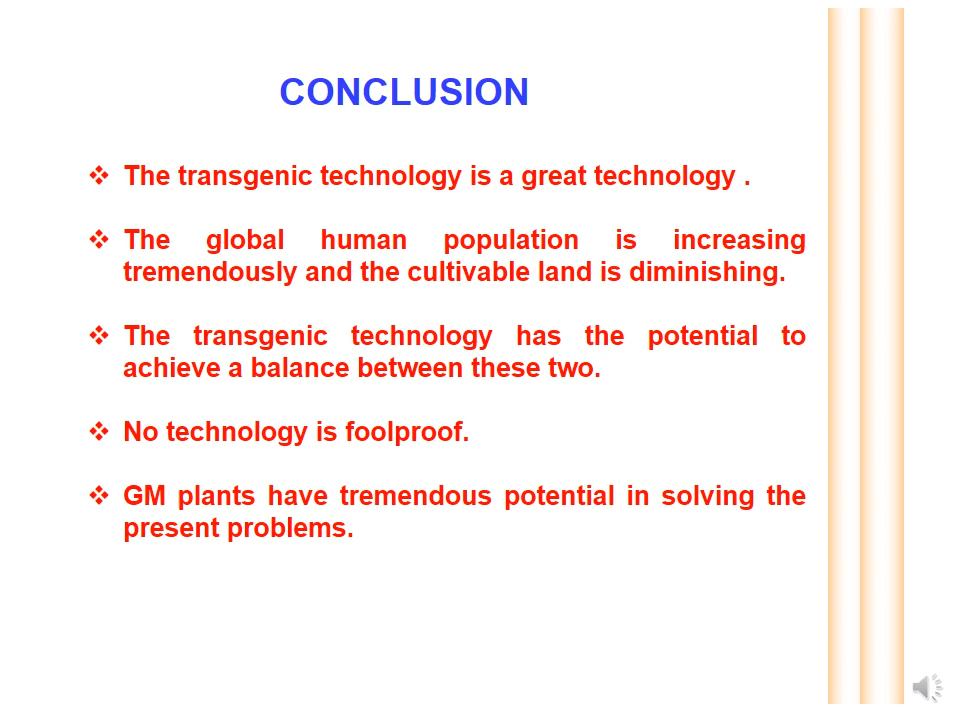 CONCLUSION
❖ The transgenic technology is a great technology .
❖ The global human population is increasing
tremendously and the cultivable land is diminishing.
❖ The transgenic technology has the potential to
achieve a balance between these two.
❖ No technology is foolproof.
❖ GM plants have tremendous potential in solving the
present problems.